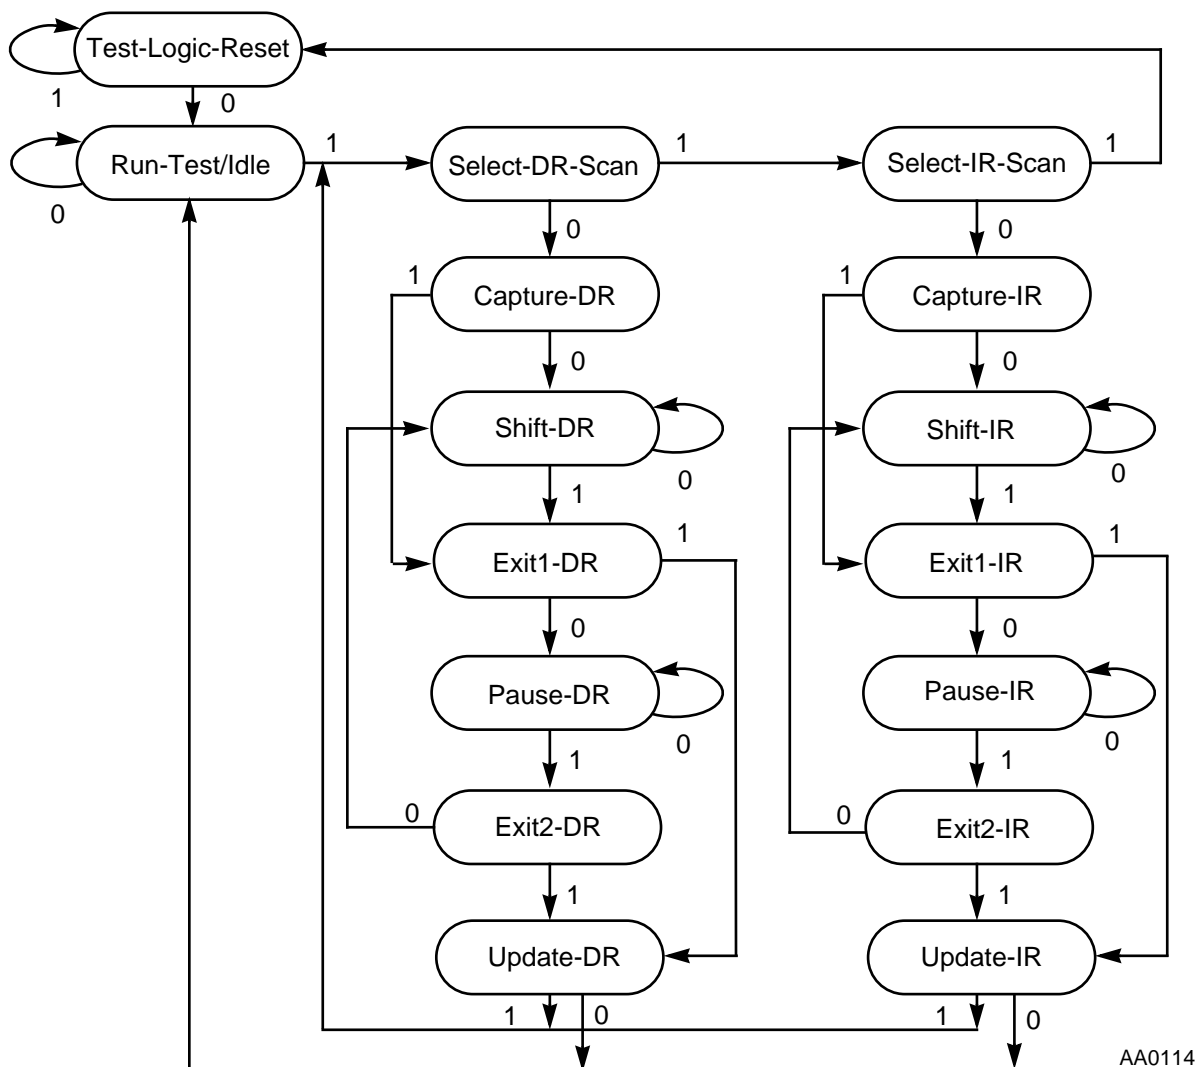 Test-Logic-Reset
1
0
Run-Test/Idle
0
1
Select-DR-Scan
1
Select-IR-Scan
1
0
0
1
Capture-DR
1
Capture-IR
0
0
Shift-DR
0
Shift-IR
0
1
1
Exit1-DR
1
Exit1-IR
1
0
0
Pause-DR
0
Pause-IR
0
1
1
0
Exit2-DR
0
Exit2-IR
1
1
Update-DR
Update-IR
1
0
1
0
AA0114